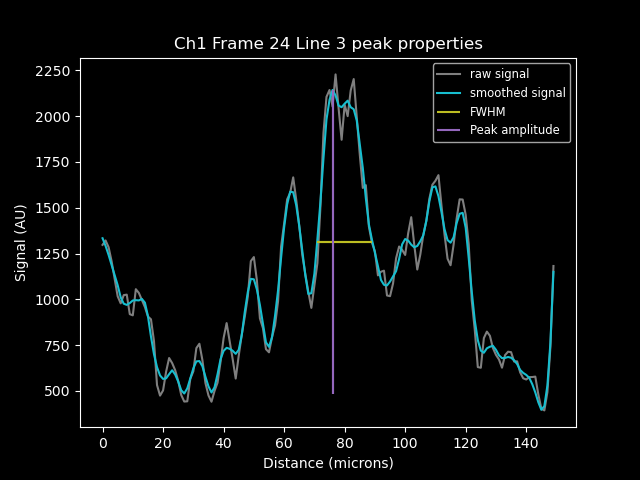 Ch1 Frame 24 Line 3 peak properties
raw signal
smoothed signal
FWHM
Peak amplitude
Signal (AU)
2250
2000
1750
1500
1250
1000
750
500
0 20 40 60 80 100 120 140
Distance (microns)